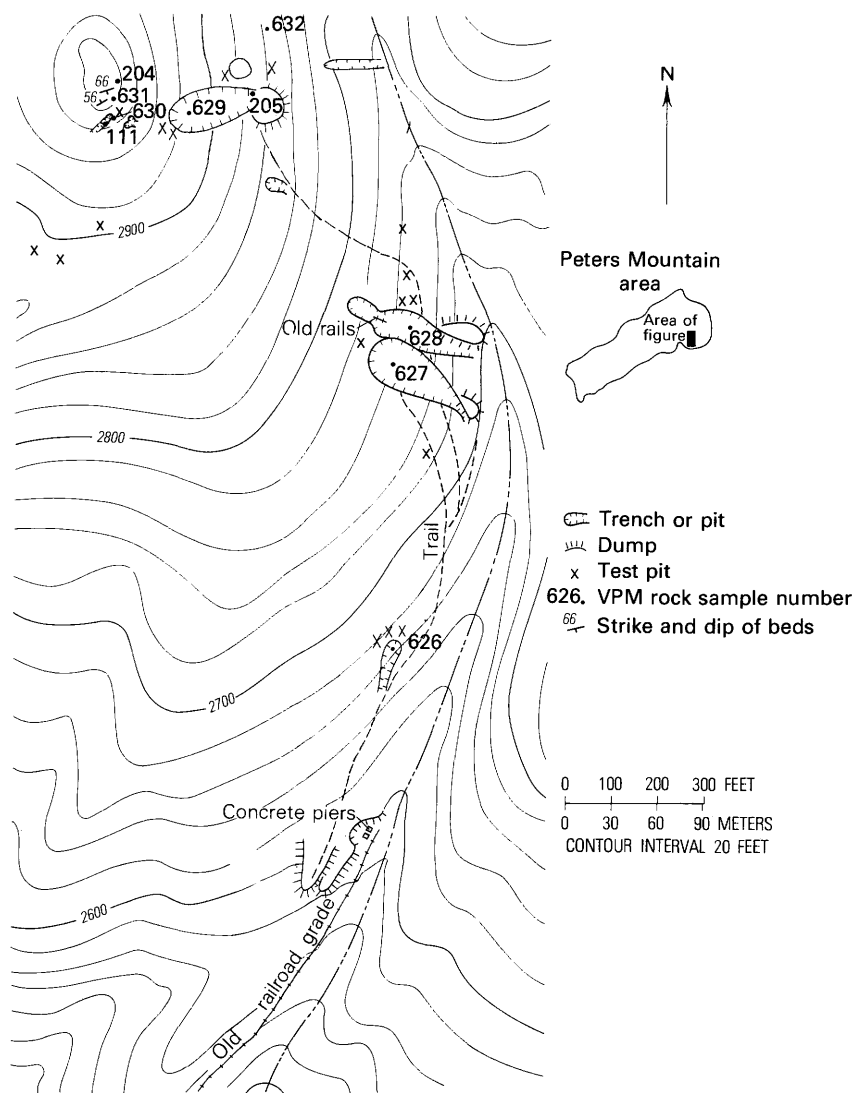 632
66
204
56
631
630
629
205
111
2900
Old rails
628
627
2800
Trail
626
2700
Concrete piers
2600
Old railroad grade
N
Peters Mountain
area
Area of
figure
Trench or pit
Dump
x Test pit
626. VPM rock sample number
66 Strike and dip of beds
0 100 200 300 FEET
0 30 60 90 METERS
CONTOUR INTERVAL 20 FEET